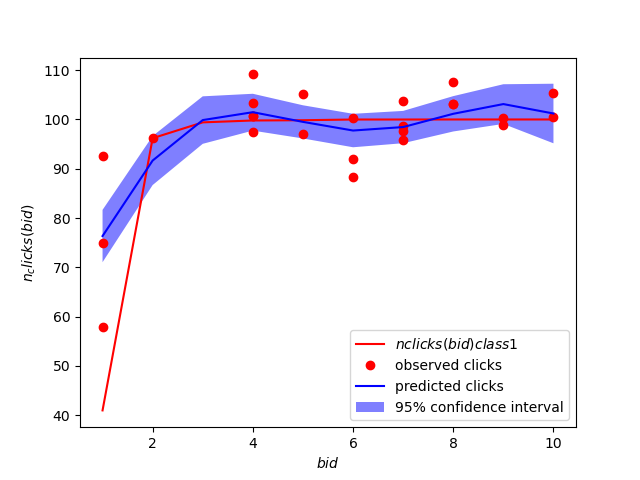 110
100
90
80
70
60
50
40
n_clicks(bid)
nclicks(bid)class1
observed clicks
predicted clicks
95% confidence interval
2
4
6
8
10
bid